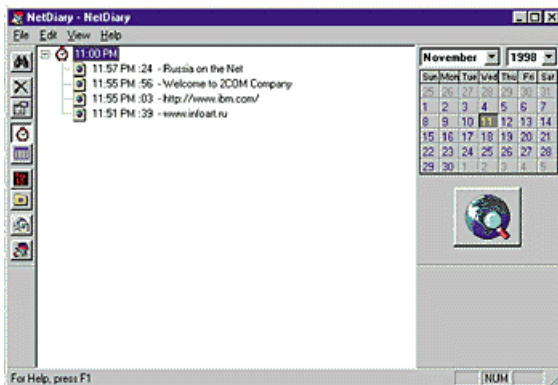 NetDiary - NetDiary
File Edit View Help
11:00 PM
11:57 PM :24 - Russia on the Net
11:55 PM :56 - Welcome to 2COM Company
11:55 PM :03 - http://www.ibm.com/
11:51 PM :39 - www.infoart.ru
November 1998
Sun Mon Tue Wed Thu Fri Sat
25 26 27 28 29 30 31
1 2 3 4 5 6 7
8 9 10 11 12 13 14
15 16 17 18 19 20 21
22 23 24 25 26 27 28
29 30 1 2 3 4 5
For Help, press F1
NUM